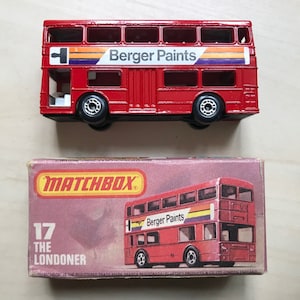 Berger Paints
MATCHBOX
Berger Paints
17
THE
LONDONER